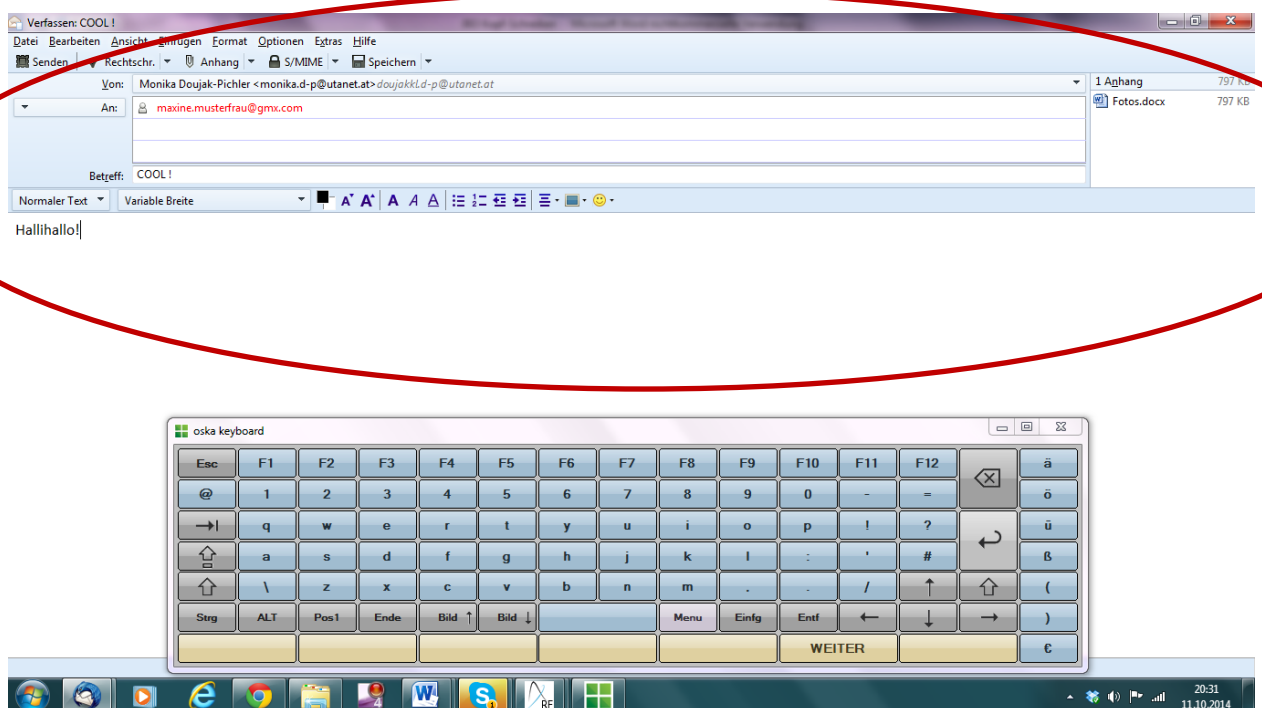 Verfassen: COOL !
Datei Bearbeiten Ansicht Einfügen Format Optionen Extras Hilfe
Senden Rechtschr. Anhang S/MIME Speichern
Von: Monika Doujak-Pichler <monika.d-p@utanet.at> doujakkl.d-p@utanet.at
1 Anhang 797 KB
An: maxine.musterfrau@gmx.com
Fotos.docx 797 KB
Betreff: COOL !
Normaler Text Variable Breite
Hallihallo!
oska keyboard
Esc F1 F2 F3 F4 F5 F6 F7 F8 F9 F10 F11 F12 ä
@ 1 2 3 4 5 6 7 8 9 0 - = ö
q w e r t y u i o p ! ? ü
a s d f g h j k l : ' # ß
\ z x c v b n m . . / (
Strg ALT Pos1 Ende Bild ↑ Bild ↓ Menu Einfg Entf ← ↓ → )
WEITER €
20:31
11.10.2014